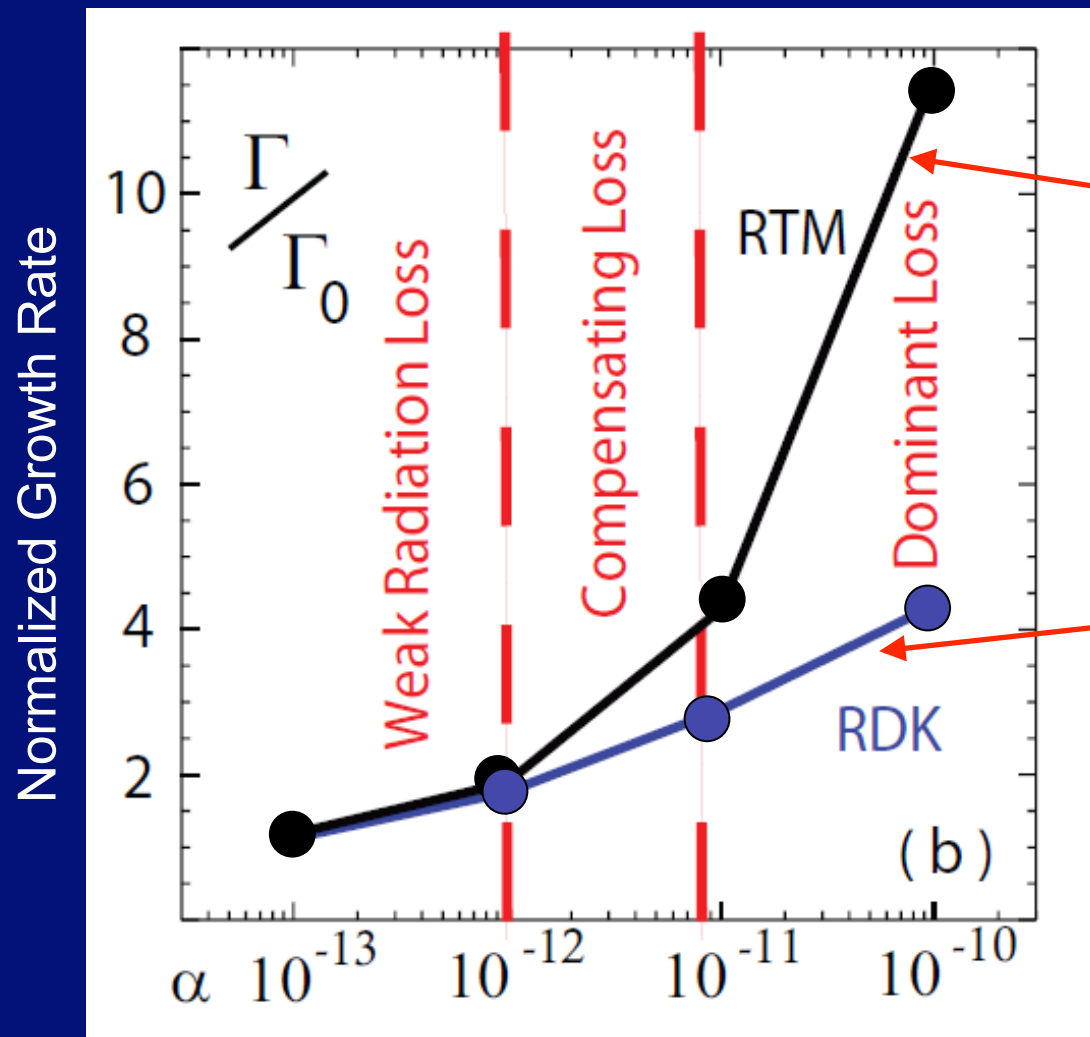 Normalized Growth Rate
Γ/Γ0
10
8
6
4
2
Weak Radiation Loss
Compensating Loss
Dominant Loss
RTM
RDK
( b )
α 10^-13 10^-12 10^-11 10^-10